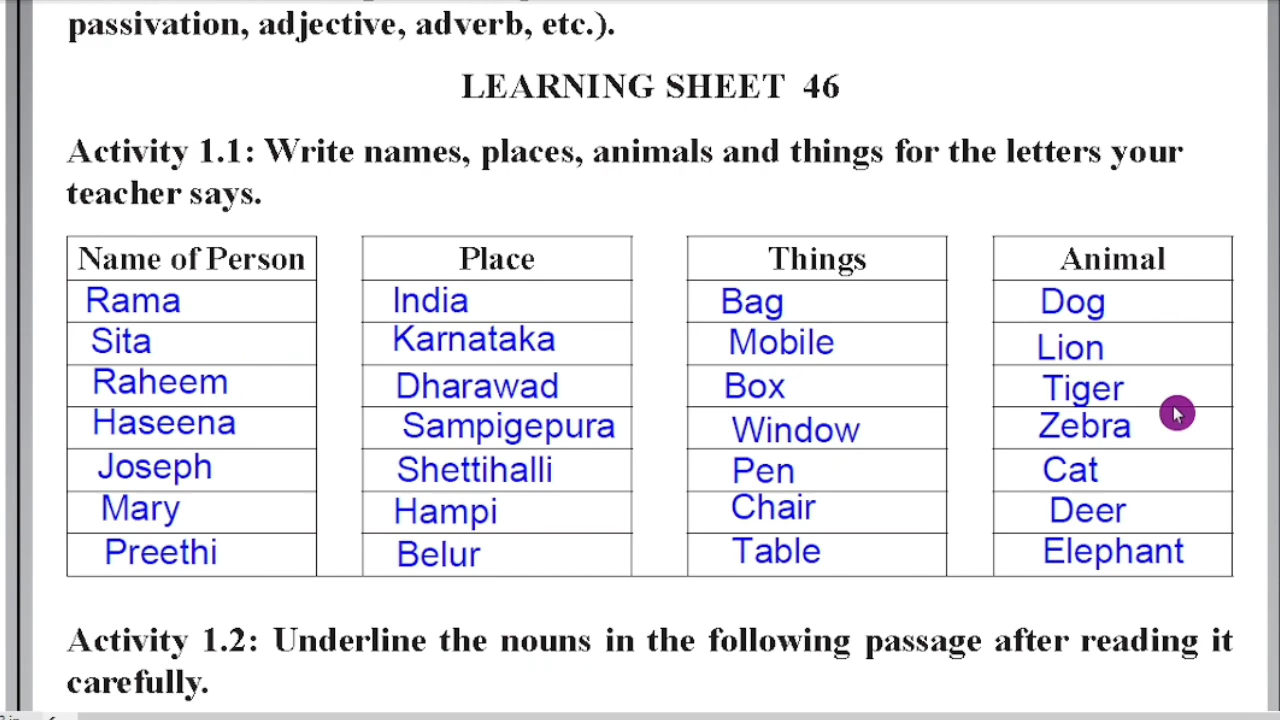 passivation, adjective, adverb, etc.).
LEARNING SHEET 46
Activity 1.1: Write names, places, animals and things for the letters your
teacher says.
Name of Person Place Things Animal
Rama India Bag Dog
Sita Karnataka Mobile Lion
Raheem Dharawad Box Tiger
Haseena Sampigepura Window Zebra
Joseph Shettihalli Pen Cat
Mary Hampi Chair Deer
Preethi Belur Table Elephant
Activity 1.2: Underline the nouns in the following passage after reading it
carefully.